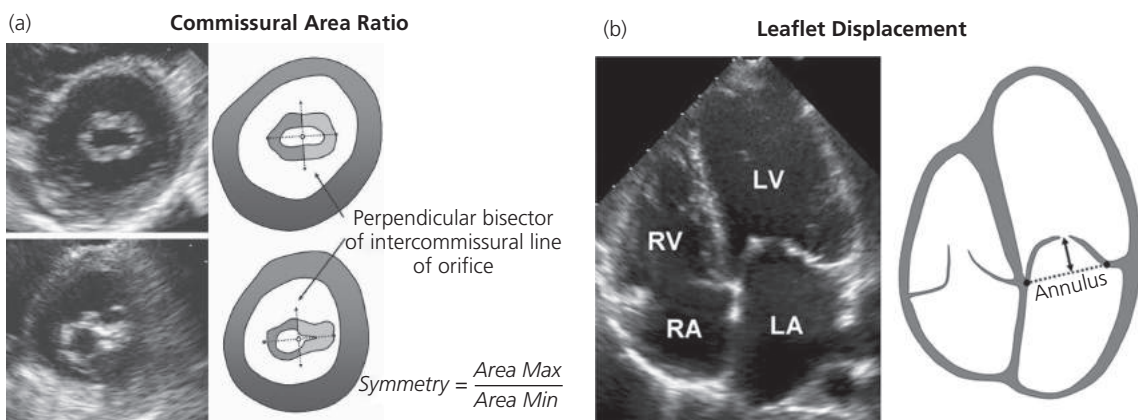 (a)
Commissural Area Ratio
Perpendicular bisector
of intercommissural line
of orifice
Symmetry = Area Max
Area Min
(b)
Leaflet Displacement
LV
RV
RA
LA
Annulus